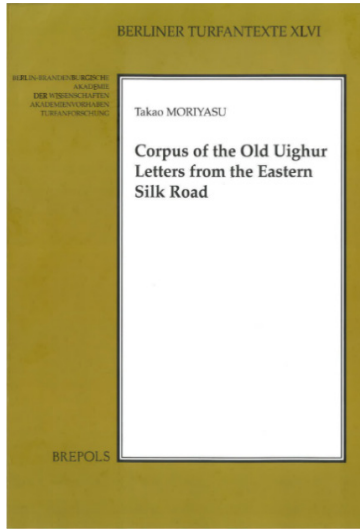 BERLINER TURFANTEXTE XLVI
BERLIN-BRANDENBURGISCHE
AKADEMIE
DER WISSENSCHAFTEN
AKADEMIENVORHABEN
TURFANFORSCHUNG
Takao MORIYASU
Corpus of the Old Uighur
Letters from the Eastern
Silk Road
BREPOLS